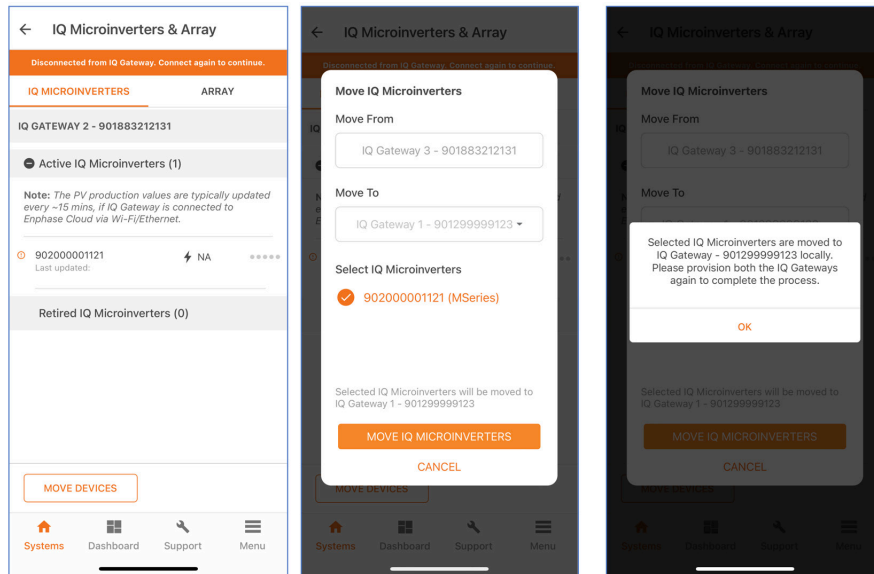 IQ Microinverters & Array
Disconnected from IQ Gateway. Connect again to continue.
IQ MICROINVERTERS
ARRAY
IQ GATEWAY 2 - 901883212131
Active IQ Microinverters (1)
Note: The PV production values are typically updated
every ~15 mins, if IQ Gateway is connected to
Enphase Cloud via Wi-Fi/Ethernet.
902000001121
NA
Last updated:
Retired IQ Microinverters (0)
MOVE DEVICES
Systems
Dashboard
Support
Menu
IQ Microinverters & Array
Disconnected from IQ Gateway. Connect again to continue.
Move IQ Microinverters
Move From
IQ Gateway 3 - 901883212131
Move To
IQ Gateway 1 - 901299999123
Select IQ Microinverters
902000001121 (MSeries)
Selected IQ Microinverters will be moved to
IQ Gateway 1 - 901299999123
MOVE IQ MICROINVERTERS
CANCEL
MOVE DEVICES
Systems
Dashboard
Support
Menu
IQ Microinverters & Array
Disconnected from IQ Gateway. Connect again to continue.
Move IQ Microinverters
Move From
IQ Gateway 3 - 901883212131
Move To
Selected IQ Microinverters are moved to
IQ Gateway - 901299999123 locally.
Please provision both the IQ Gateways
again to complete the process.
OK
Selected IQ Microinverters will be moved to
IQ Gateway 1 - 901299999123
MOVE IQ MICROINVERTERS
CANCEL
MOVE DEVICES
Systems
Dashboard
Support
Menu